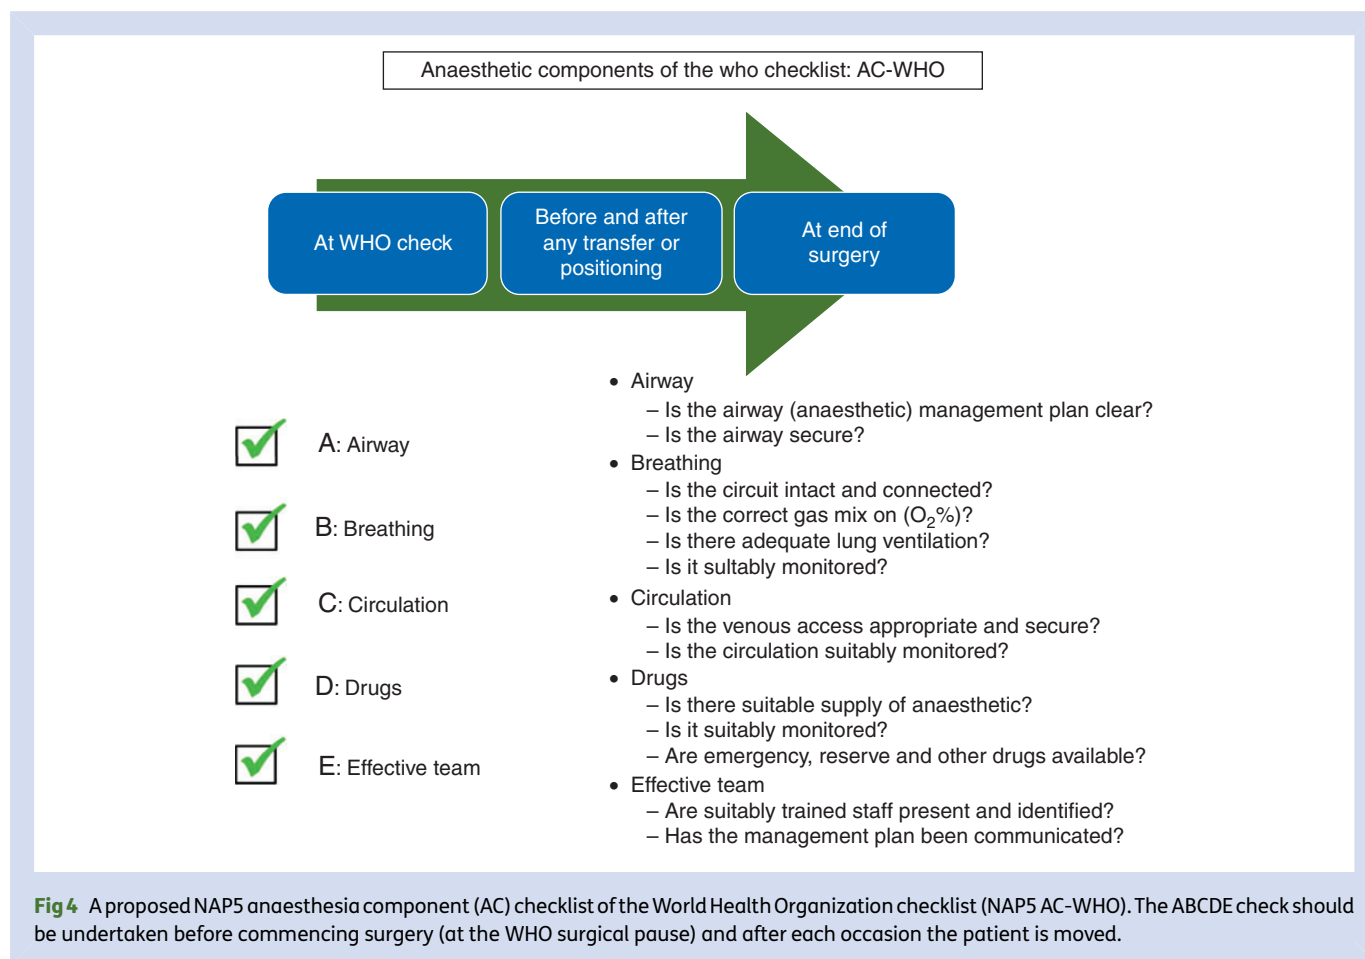 Anaesthetic components of the who checklist: AC-WHO
At WHO check
Before and after
any transfer or
positioning
At end of
surgery
A: Airway
B: Breathing
C: Circulation
D: Drugs
E: Effective team
• Airway
– Is the airway (anaesthetic) management plan clear?
– Is the airway secure?
• Breathing
– Is the circuit intact and connected?
– Is the correct gas mix on (O₂%)?
– Is there adequate lung ventilation?
– Is it sultably monitored?
• Circulation
– Is the venous access appropriate and secure?
– Is the circulation suitably monitored?
• Drugs
– Is there suitable supply of anaesthetic?
– Is it suitably monitored?
– Are emergency, reserve and other drugs available?
• Effective team
– Are suitably trained staff present and identified?
– Has the management plan been communicated?
Fig 4 A proposed NAP5 anaesthesia component (AC) checklist of the World Health Organization checklist (NAP5 AC-WHO). The ABCDE check should
be undertaken before commencing surgery (at the WHO surgical pause) and after each occasion the patient is moved.